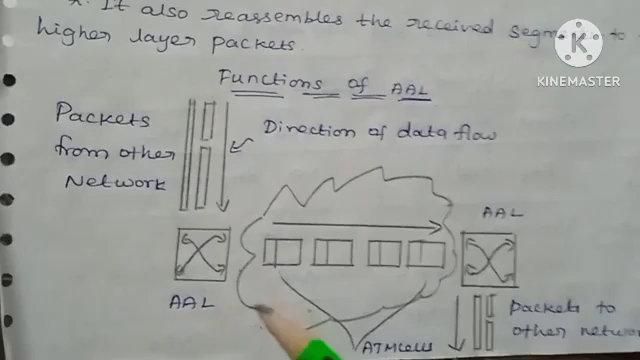 It also reassembles the received segm to
higher layer packets.
KINEMASTER
Functions of AAL
Packets
from other
Network
Direction of data flow
AAL
AAL
ATM cells
packets to
other networ